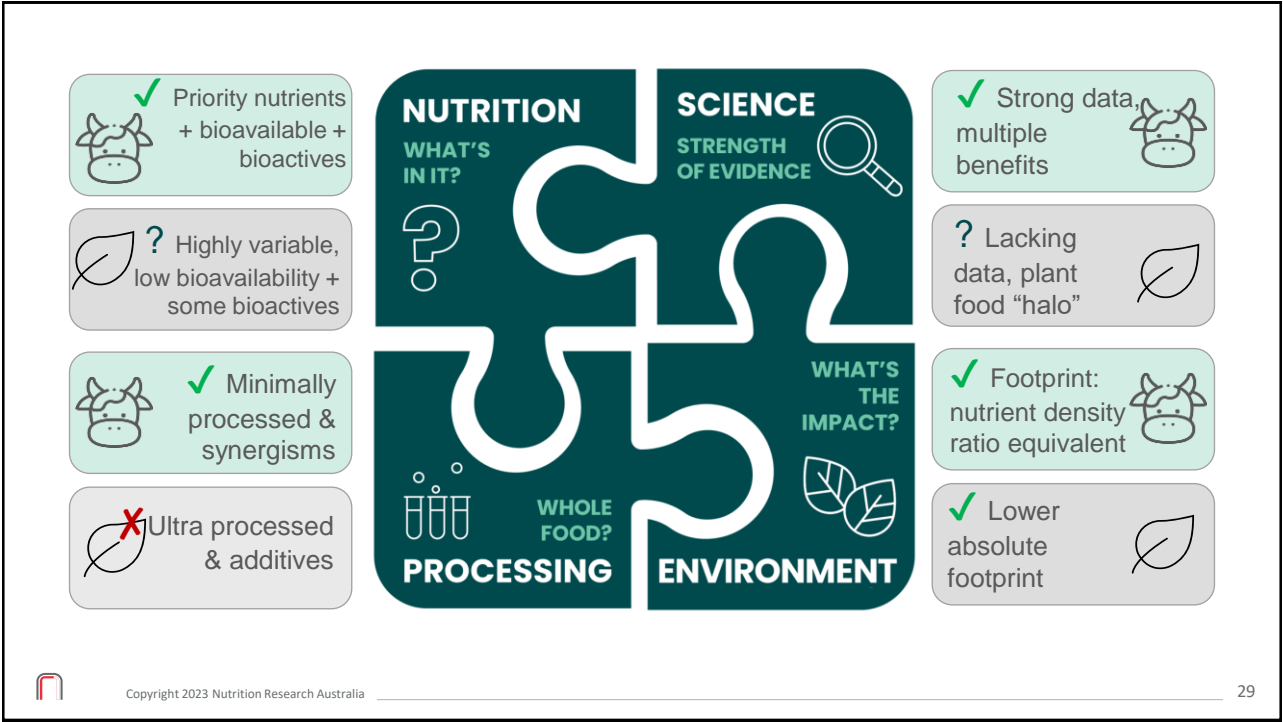 ✓ Priority nutrients
+ bioavailable +
bioactives
? Highly variable,
low bioavailability +
some bioactives
✓ Minimally
processed &
synergisms
✗ Ultra processed
& additives
NUTRITION
WHAT'S
IN IT?
?
SCIENCE
STRENGTH
OF EVIDENCE
WHOLE
FOOD?
PROCESSING
WHAT'S
THE
IMPACT?
ENVIRONMENT
✓ Strong data,
multiple
benefits
? Lacking
data, plant
food “halo”
✓ Footprint:
nutrient density
ratio equivalent
✓ Lower
absolute
footprint
Copyright 2023 Nutrition Research Australia
29